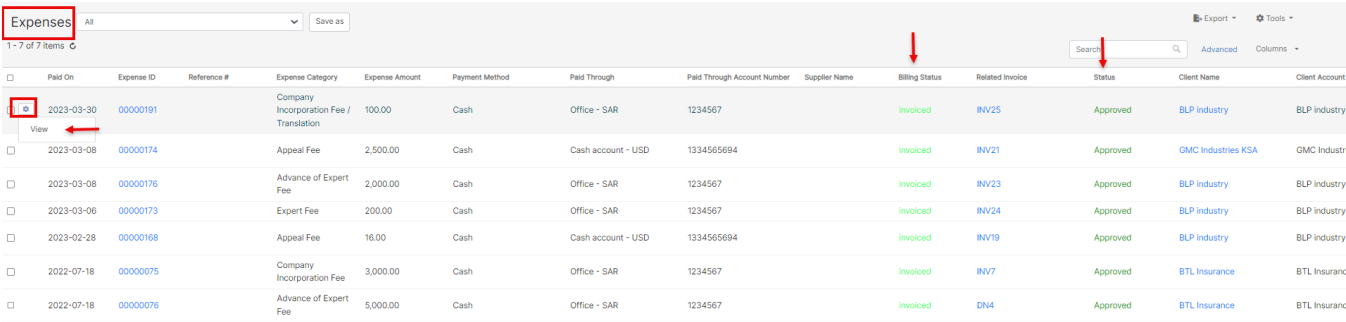 Expenses All Save as Export Tools
1 - 7 of 7 items
Search Advanced Columns
Paid On Expense ID Reference # Expense Category Expense Amount Payment Method Paid Through Paid Through Account Number Supplier Name Billing Status Related Invoice Status Client Name Client Account
2023-03-30 00000191 Company Incorporation Fee / Translation 100.00 Cash Office - SAR 1234567 invoiced INV25 Approved BLP industry BLP industry
View
2023-03-08 00000174 Appeal Fee 2,500.00 Cash Cash account - USD 1334565694 invoiced INV21 Approved GMC Industries KSA GMC Industr
2023-03-08 00000176 Advance of Expert Fee 2,000.00 Cash Office - SAR 1234567 invoiced INV23 Approved BLP industry BLP industry
2023-03-06 00000173 Expert Fee 200.00 Cash Office - SAR 1234567 invoiced INV24 Approved BLP industry BLP industry
2023-02-28 00000168 Appeal Fee 16.00 Cash Cash account - USD 1334565694 invoiced INV19 Approved BLP industry BLP industry
2022-07-18 00000075 Company Incorporation Fee 3,000.00 Cash Office - SAR 1234567 invoiced INV7 Approved BTL Insurance BTL Insuranc
2022-07-18 00000076 Advance of Expert Fee 5,000.00 Cash Office - SAR 1234567 invoiced DN4 Approved BTL Insurance BTL Insuranc